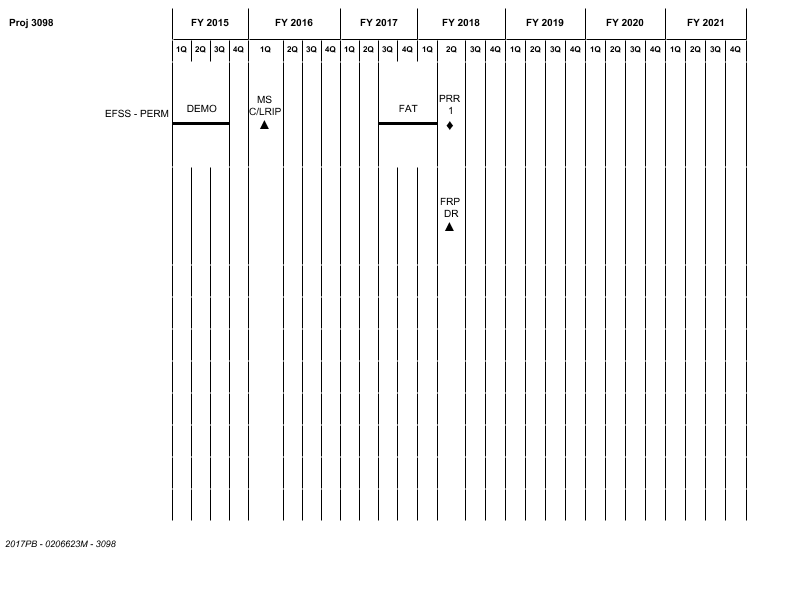 Proj 3098 FY 2015 FY 2016 FY 2017 FY 2018 FY 2019 FY 2020 FY 2021
1Q 2Q 3Q 4Q 1Q 2Q 3Q 4Q 1Q 2Q 3Q 4Q 1Q 2Q 3Q 4Q 1Q 2Q 3Q 4Q 1Q 2Q 3Q 4Q 1Q 2Q 3Q 4Q
EFSS - PERM
DEMO
MS
C/LRIP
FAT
PRR
1
FRP
DR
2017PB - 0206623M - 3098